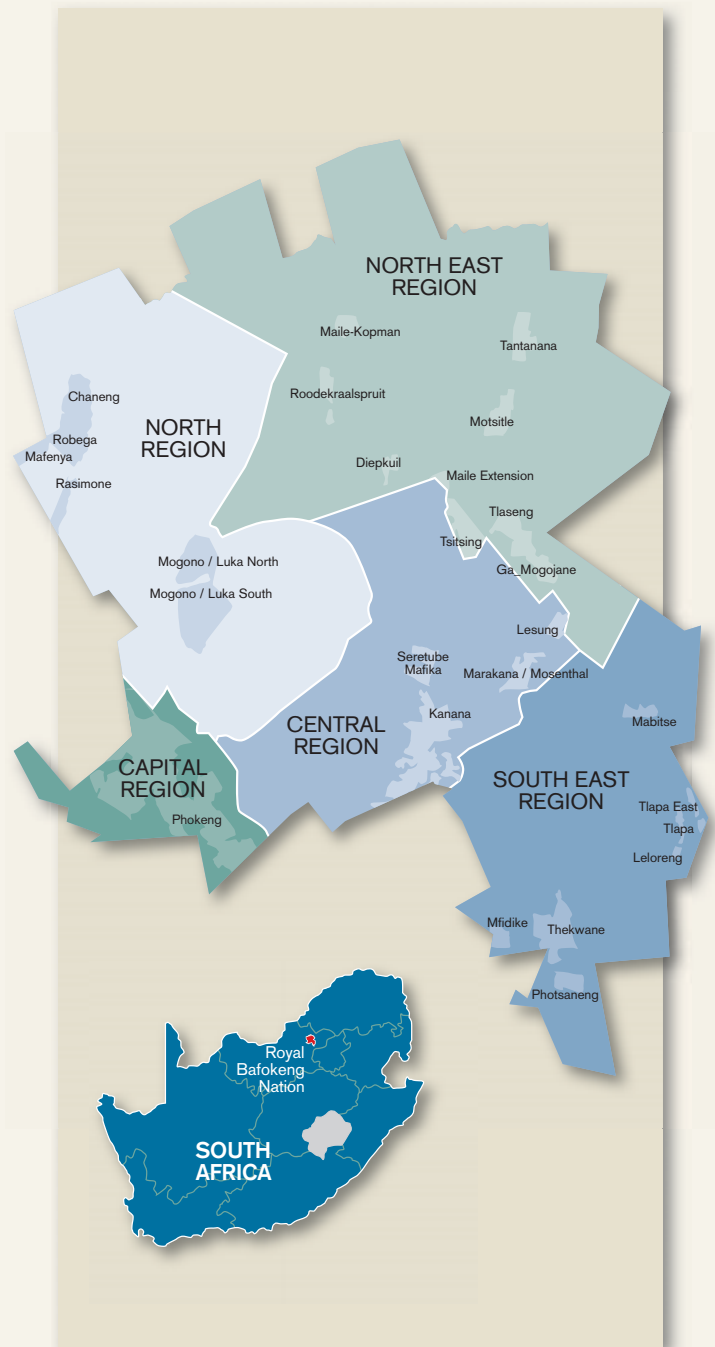 NORTH EAST
REGION
Maile-Kopman
Tantanana
Roodekraalspruit
Motsitle
Diepkuil
Maile Extension
Tlaseng
Tsitsing
Ga_Mogojane
Chaneng
NORTH
REGION
Robega
Mafenya
Rasimone
Mogono / Luka North
Mogono / Luka South
Lesung
Seretube
Mafika
Marakana / Mosenthal
Kanana
CENTRAL
REGION
CAPITAL
REGION
Phokeng
Mabitse
SOUTH EAST
REGION
Tlapa East
Tlapa
Leloreng
Mfidike
Thekwane
Photsaneng
Royal
Bafokeng
Nation
SOUTH
AFRICA